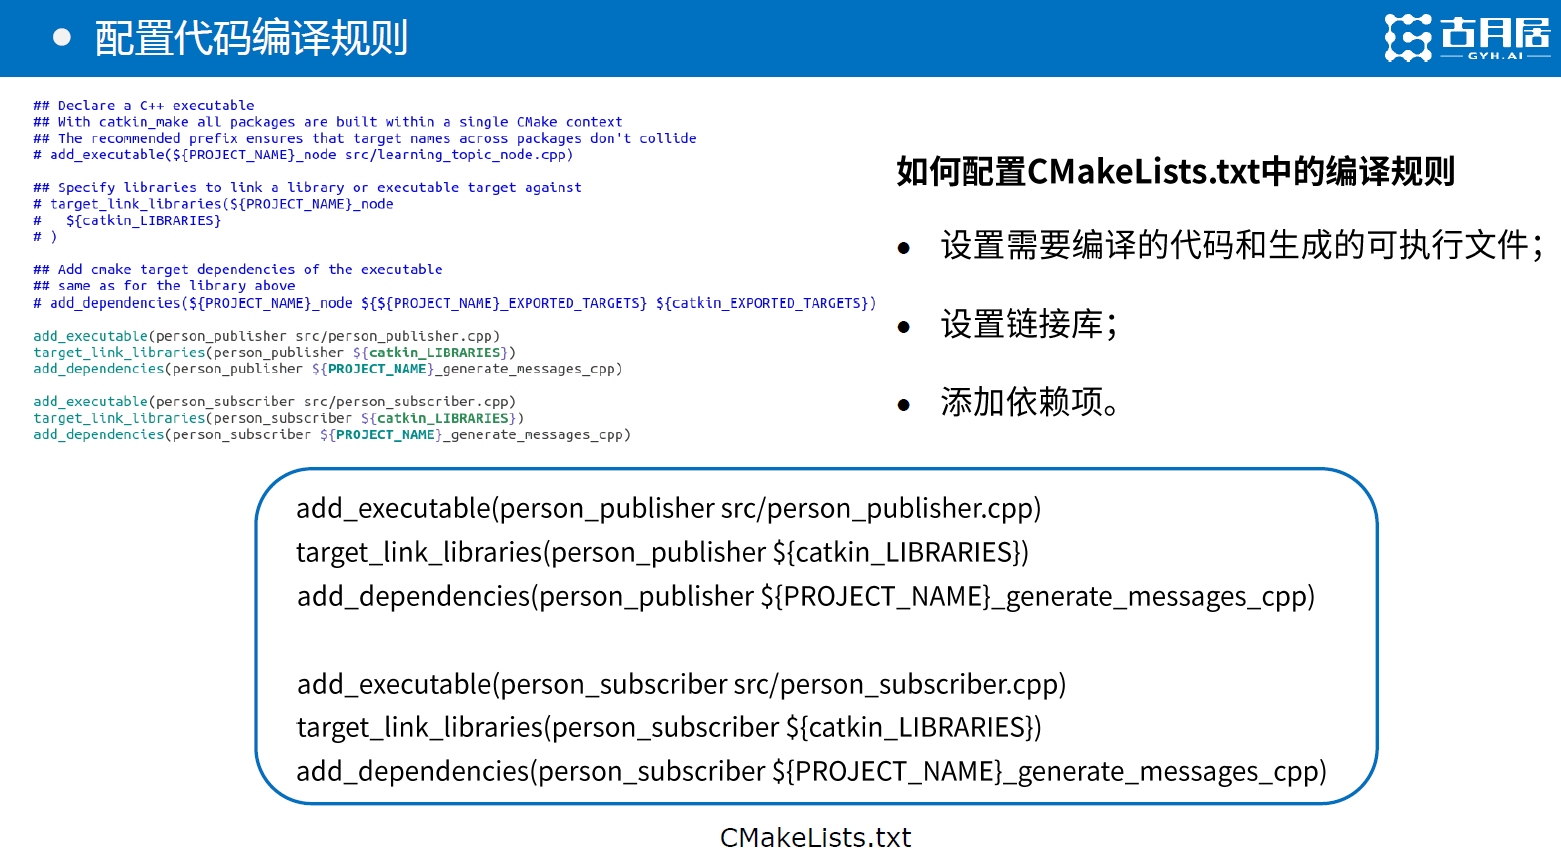 配置代码编译规则
古月居
GYH.AI
## Declare a C++ executable
## With catkin_make all packages are built within a single CMake context
## The recommended prefix ensures that target names across packages don't collide
# add_executable(${PROJECT_NAME}_node src/learning_topic_node.cpp)
## Specify libraries to link a library or executable target against
# target_link_libraries(${PROJECT_NAME}_node
#   ${catkin_LIBRARIES}
# )
## Add cmake target dependencies of the executable
## same as for the library above
# add_dependencies(${PROJECT_NAME}_node ${${PROJECT_NAME}_EXPORTED_TARGETS} ${catkin_EXPORTED_TARGETS})
add_executable(person_publisher src/person_publisher.cpp)
target_link_libraries(person_publisher ${catkin_LIBRARIES})
add_dependencies(person_publisher ${PROJECT_NAME}_generate_messages_cpp)
add_executable(person_subscriber src/person_subscriber.cpp)
target_link_libraries(person_subscriber ${catkin_LIBRARIES})
add_dependencies(person_subscriber ${PROJECT_NAME}_generate_messages_cpp)
如何配置CMakeLists.txt中的编译规则
● 设置需要编译的代码和生成的可执行文件；
● 设置链接库；
● 添加依赖项。
add_executable(person_publisher src/person_publisher.cpp)
target_link_libraries(person_publisher ${catkin_LIBRARIES})
add_dependencies(person_publisher ${PROJECT_NAME}_generate_messages_cpp)
add_executable(person_subscriber src/person_subscriber.cpp)
target_link_libraries(person_subscriber ${catkin_LIBRARIES})
add_dependencies(person_subscriber ${PROJECT_NAME}_generate_messages_cpp)
CMakeLists.txt